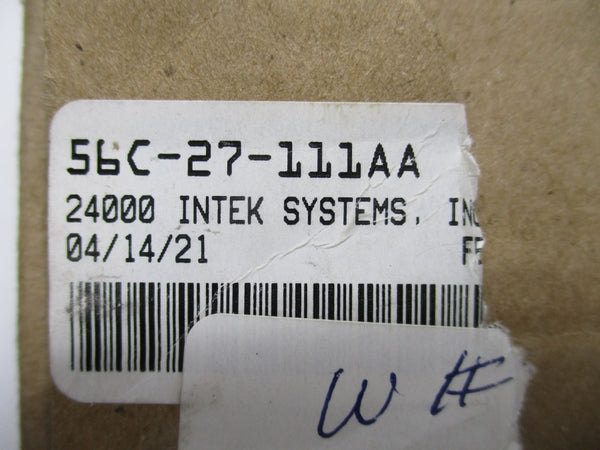 56C-27-111AA
24000 INTEK SYSTEMS, INC
04/14/21
W #